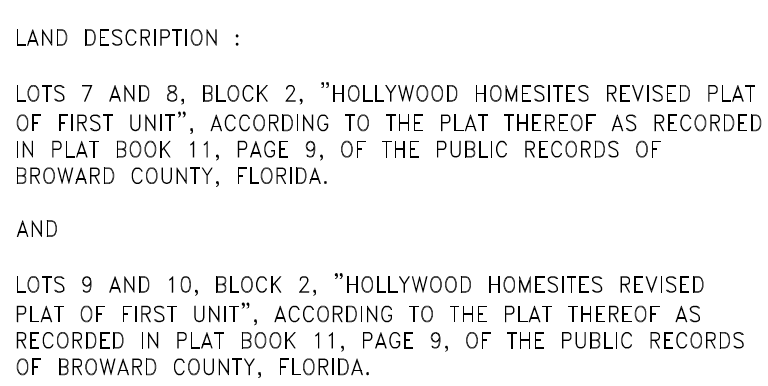 LAND DESCRIPTION :
LOTS 7 AND 8, BLOCK 2, "HOLLYWOOD HOMESITES REVISED PLAT
OF FIRST UNIT", ACCORDING TO THE PLAT THEREOF AS RECORDED
IN PLAT BOOK 11, PAGE 9, OF THE PUBLIC RECORDS OF
BROWARD COUNTY, FLORIDA.
AND
LOTS 9 AND 10, BLOCK 2, "HOLLYWOOD HOMESITES REVISED
PLAT OF FIRST UNIT", ACCORDING TO THE PLAT THEREOF AS
RECORDED IN PLAT BOOK 11, PAGE 9, OF THE PUBLIC RECORDS
OF BROWARD COUNTY, FLORIDA.